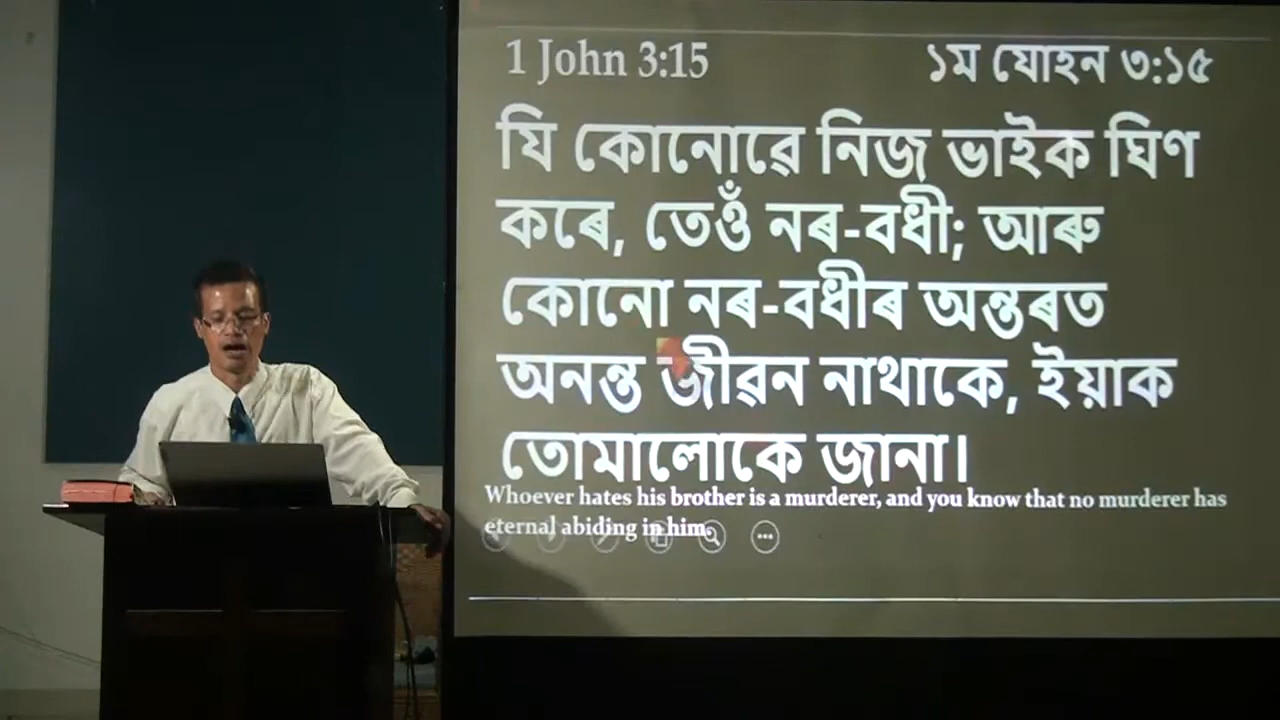 1 John 3:15 ১ম যোহন ৩:১৫
যি কোনোৱে নিজ ভাইক ঘিণ
কৰে, তেওঁ নৰ-বধী; আৰু
কোনো নৰ-বধীৰ অন্তৰত
অনন্ত জীৱন নাথাকে, ইয়াক
তোমালোকে জানা।
Whoever hates his brother is a murderer, and you know that no murderer has
eternal abiding in him.